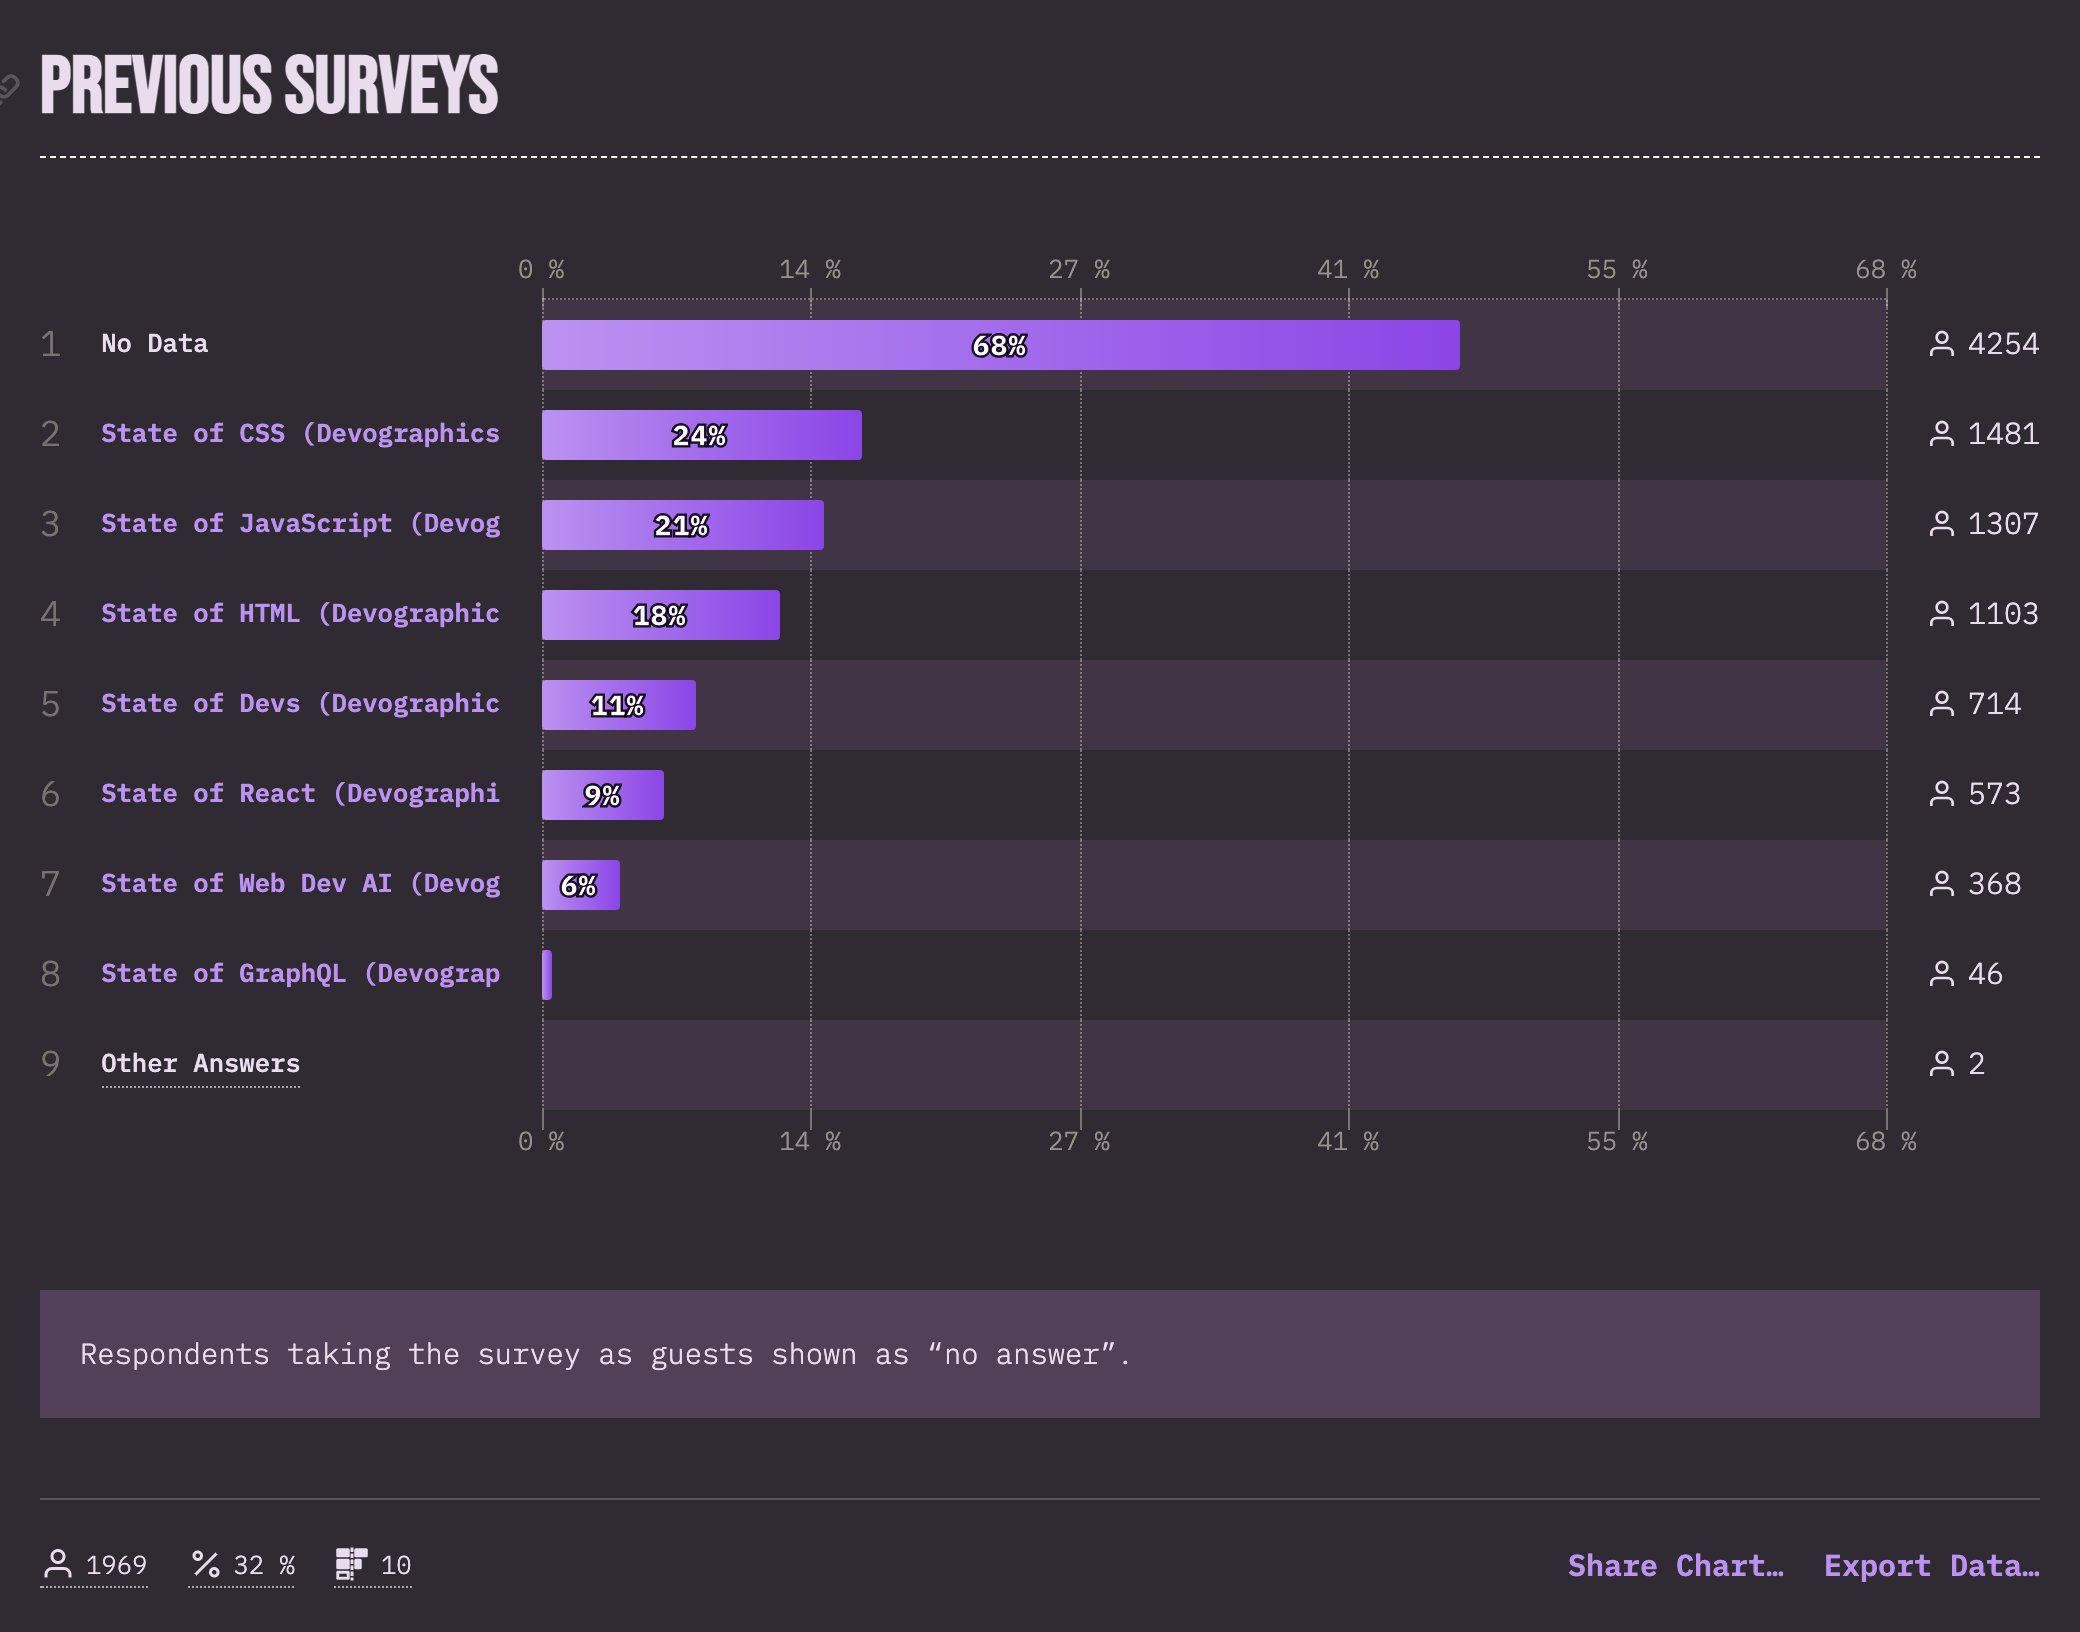 PREVIOUS SURVEYS
0 % 14 % 27 % 41 % 55 % 68 %
1 No Data 68% 4254
2 State of CSS (Devographics 24% 1481
3 State of JavaScript (Devog 21% 1307
4 State of HTML (Devographic 18% 1103
5 State of Devs (Devographic 11% 714
6 State of React (Devographi 9% 573
7 State of Web Dev AI (Devog 6% 368
8 State of GraphQL (Devograp 46
9 Other Answers 2
0 % 14 % 27 % 41 % 55 % 68 %
Respondents taking the survey as guests shown as “no answer”.
1969 32 % 10 Share Chart… Export Data…